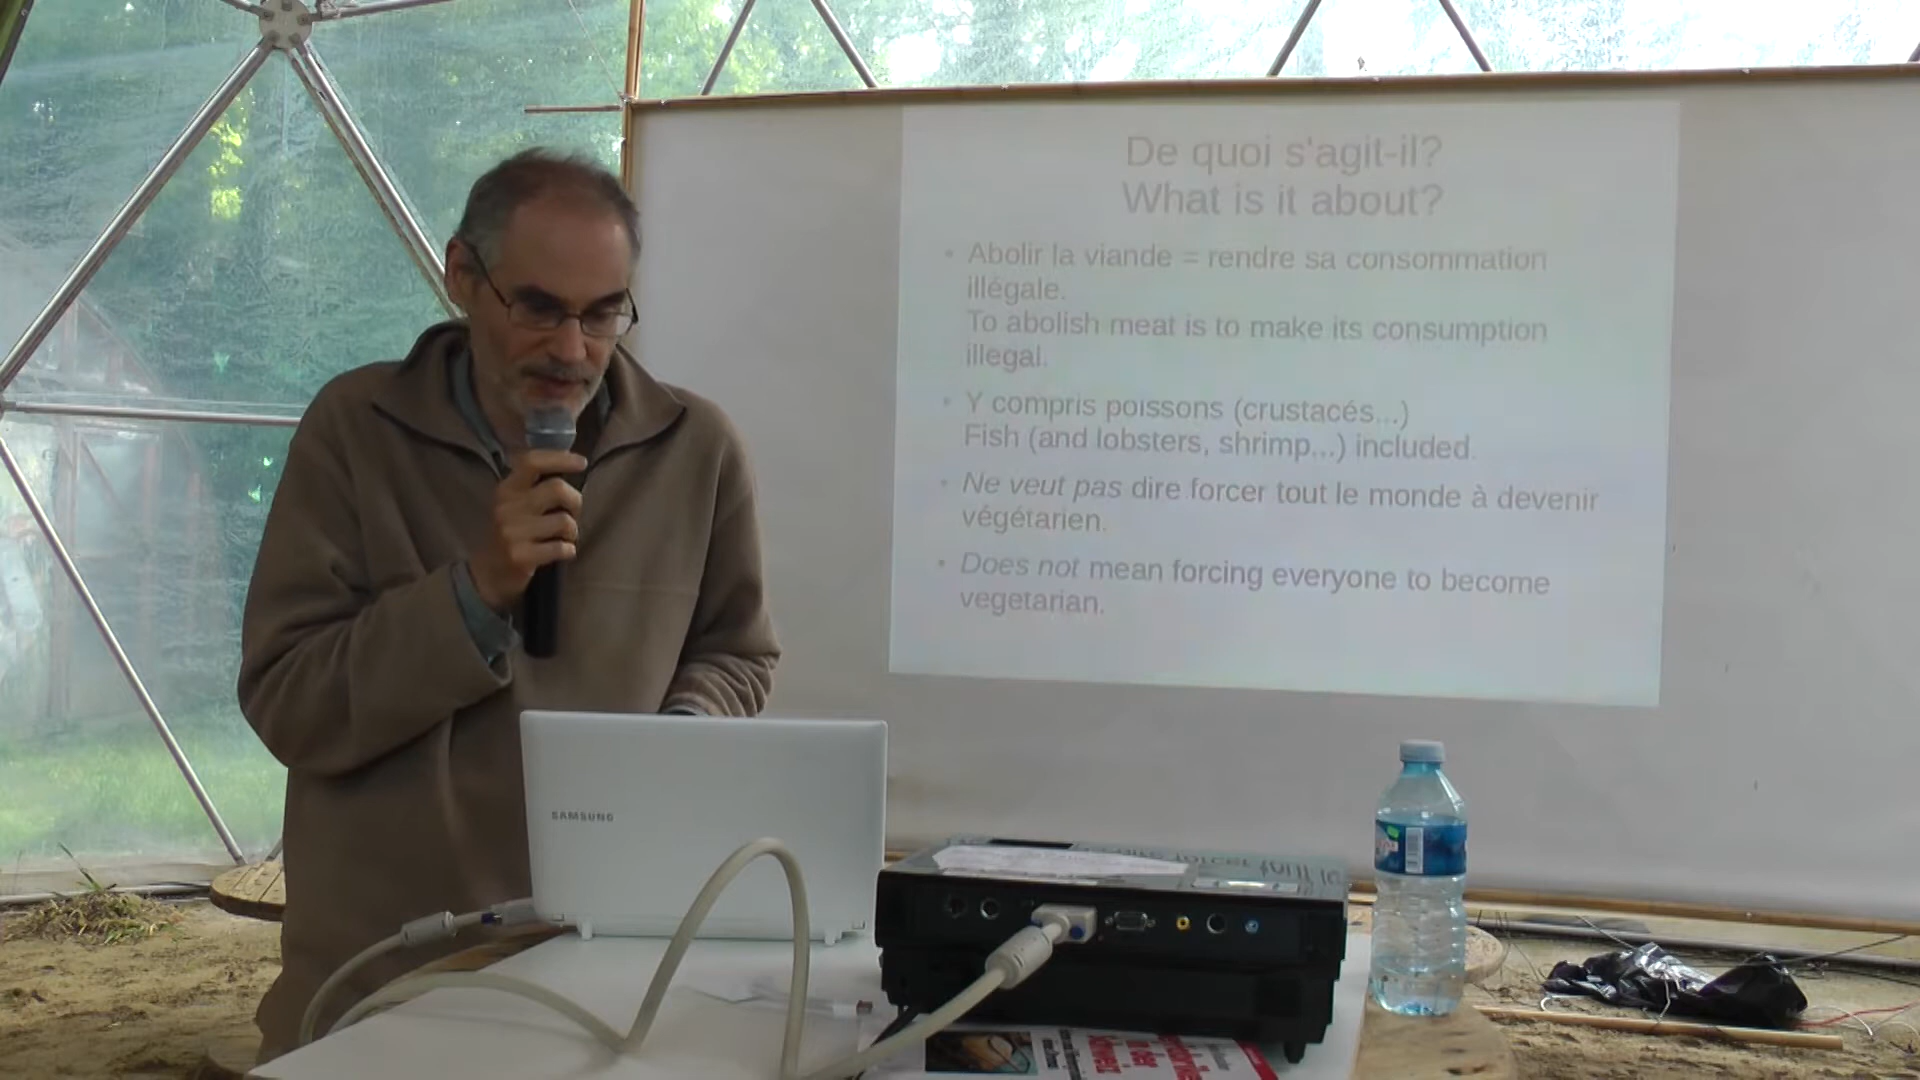 De quoi s'agit-il?
What is it about?
• Abolir la viande = rendre sa consommation
illégale.
To abolish meat is to make its consumption
illegal.
• Y compris poissons (crustacés...)
Fish (and lobsters, shrimp...) included.
• Ne veut pas dire forcer tout le monde à devenir
végétarien.
• Does not mean forcing everyone to become
vegetarian.
SAMSUNG